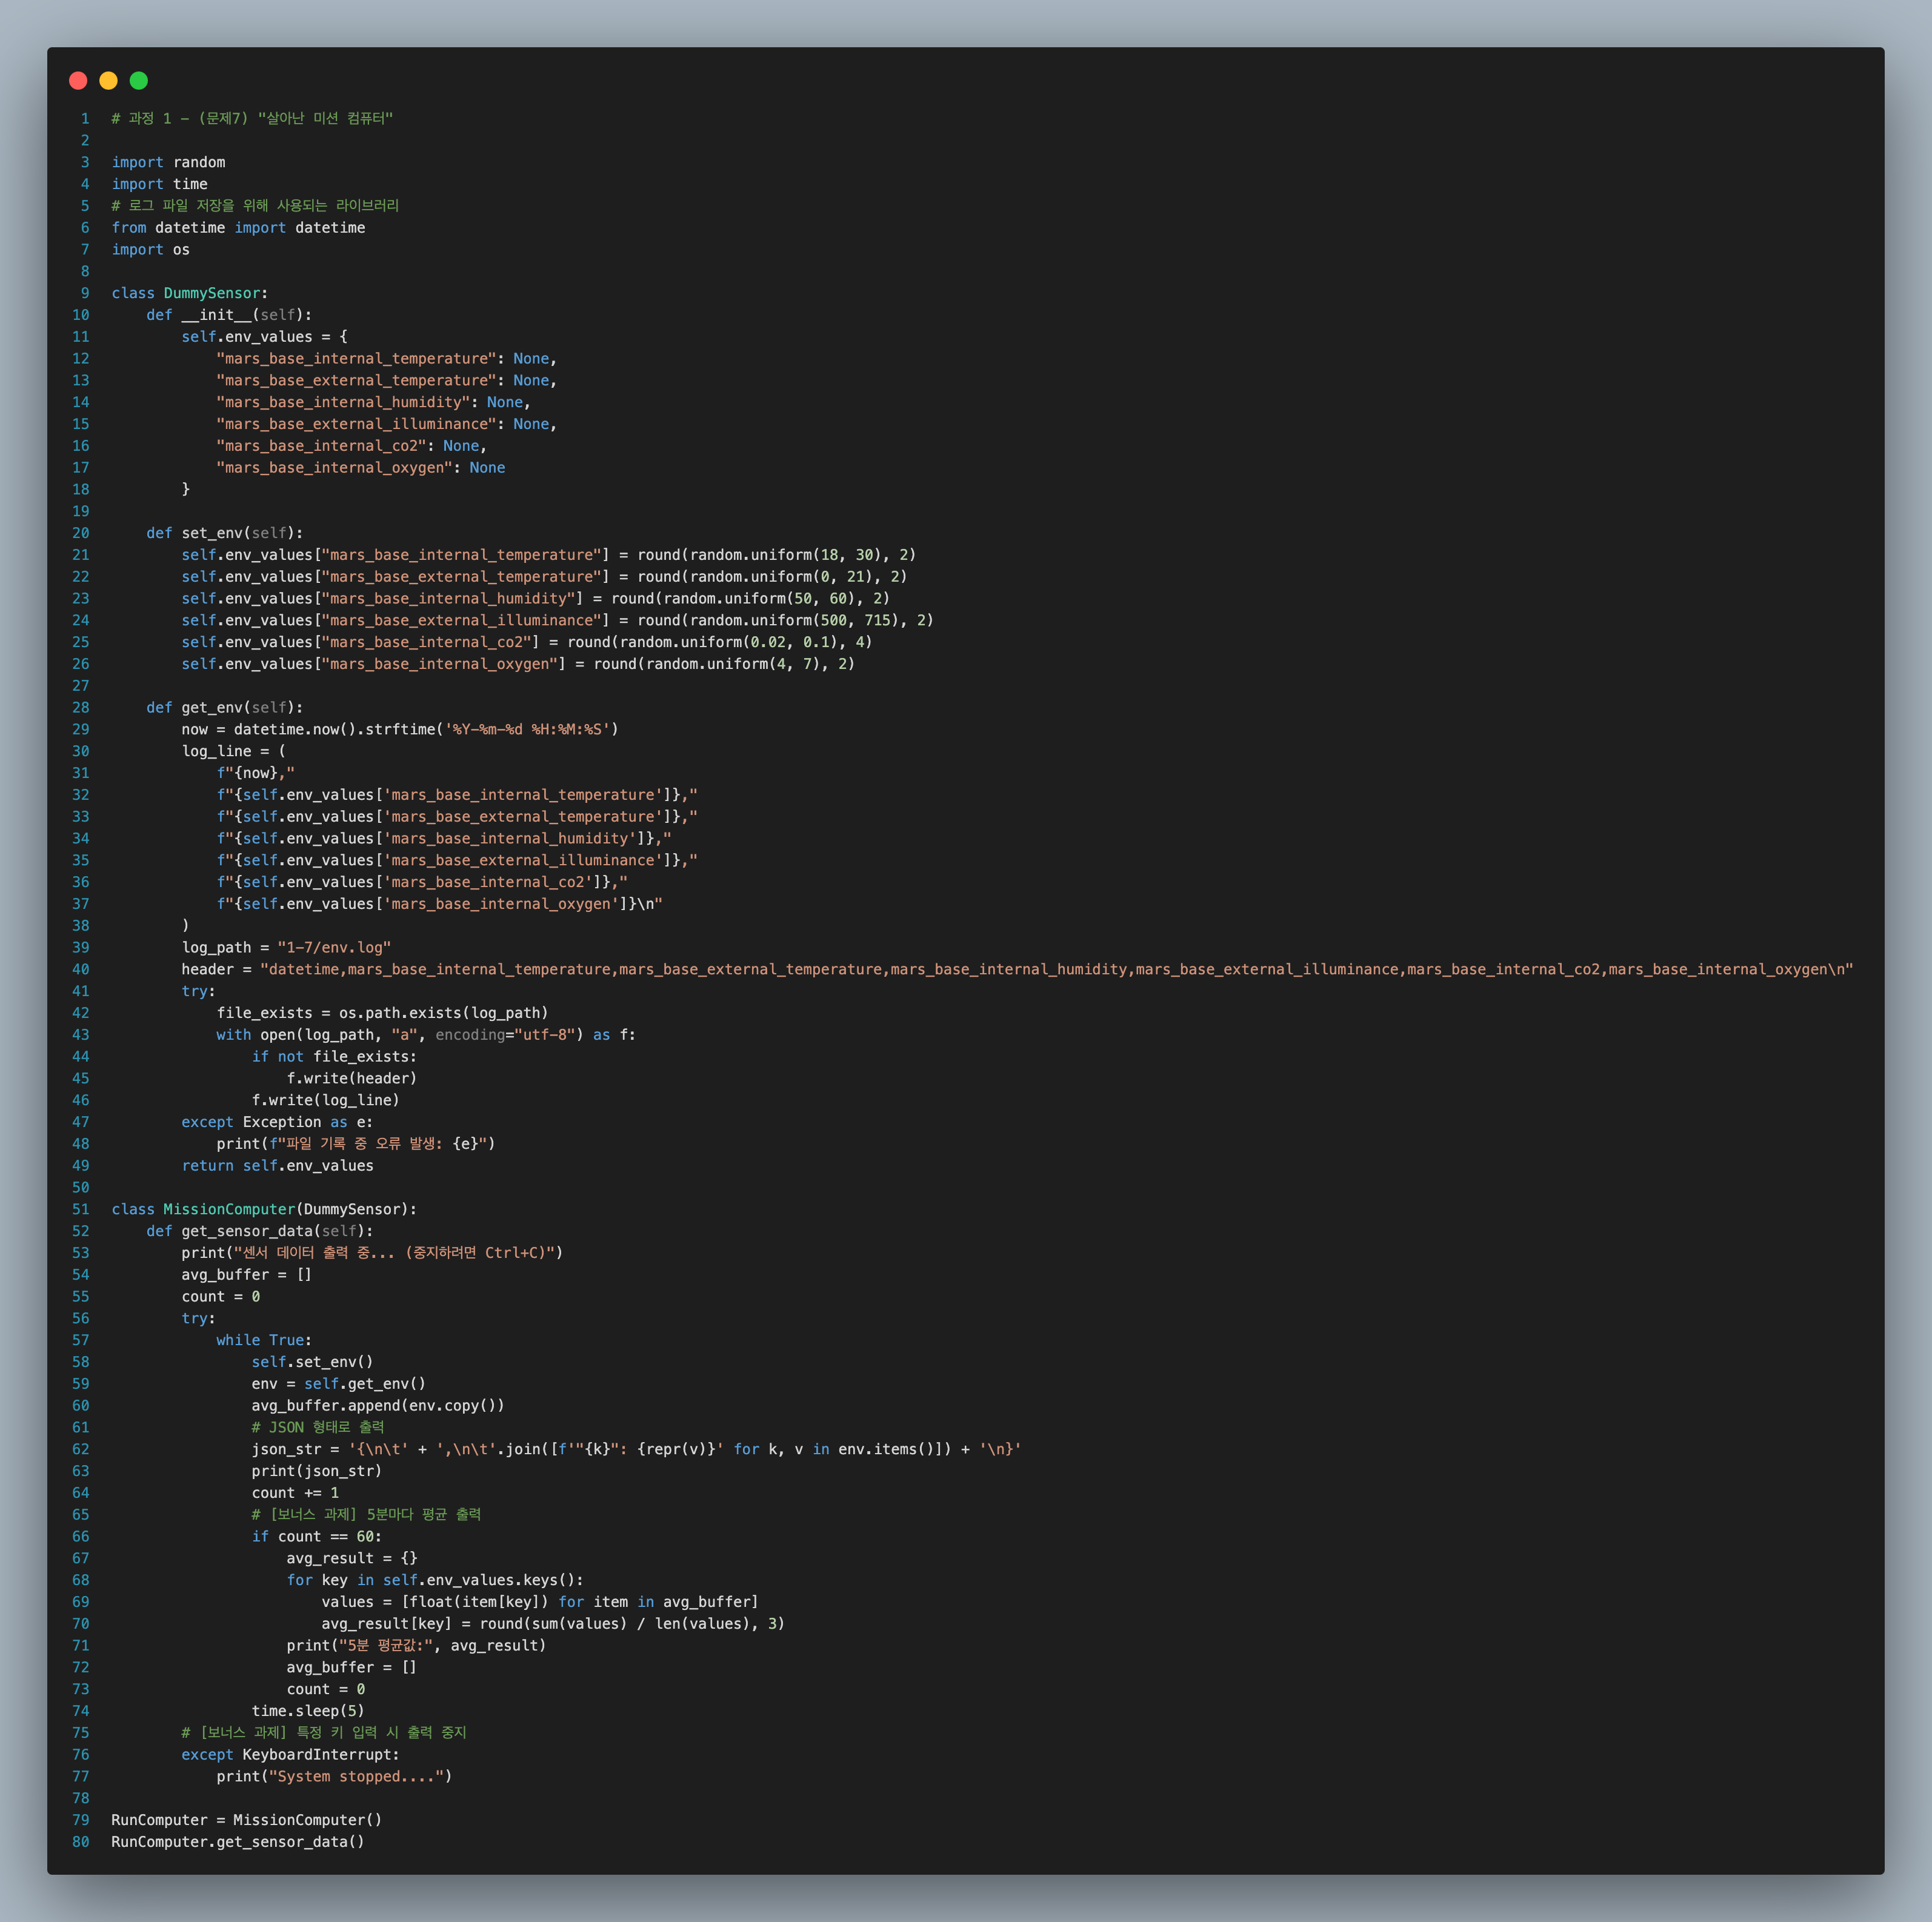 1 # 과정 1 - (문제7) "살아난 미션 컴퓨터"
2
3 import random
4 import time
5 # 로그 파일 저장을 위해 사용되는 라이브러리
6 from datetime import datetime
7 import os
8
9 class DummySensor:
10     def __init__(self):
11         self.env_values = {
12             "mars_base_internal_temperature": None,
13             "mars_base_external_temperature": None,
14             "mars_base_internal_humidity": None,
15             "mars_base_external_illuminance": None,
16             "mars_base_internal_co2": None,
17             "mars_base_internal_oxygen": None
18         }
19
20     def set_env(self):
21         self.env_values["mars_base_internal_temperature"] = round(random.uniform(18, 30), 2)
22         self.env_values["mars_base_external_temperature"] = round(random.uniform(0, 21), 2)
23         self.env_values["mars_base_internal_humidity"] = round(random.uniform(50, 60), 2)
24         self.env_values["mars_base_external_illuminance"] = round(random.uniform(500, 715), 2)
25         self.env_values["mars_base_internal_co2"] = round(random.uniform(0.02, 0.1), 4)
26         self.env_values["mars_base_internal_oxygen"] = round(random.uniform(4, 7), 2)
27
28     def get_env(self):
29         now = datetime.now().strftime('%Y-%m-%d %H:%M:%S')
30         log_line = (
31             f"{now},"
32             f"{self.env_values['mars_base_internal_temperature']},"
33             f"{self.env_values['mars_base_external_temperature']},"
34             f"{self.env_values['mars_base_internal_humidity']},"
35             f"{self.env_values['mars_base_external_illuminance']},"
36             f"{self.env_values['mars_base_internal_co2']},"
37             f"{self.env_values['mars_base_internal_oxygen']}\n"
38         )
39         log_path = "1-7/env.log"
40         header = "datetime,mars_base_internal_temperature,mars_base_external_temperature,mars_base_internal_humidity,mars_base_external_illuminance,mars_base_internal_co2,mars_base_internal_oxygen\n"
41         try:
42             file_exists = os.path.exists(log_path)
43             with open(log_path, "a", encoding="utf-8") as f:
44                 if not file_exists:
45                     f.write(header)
46                 f.write(log_line)
47         except Exception as e:
48             print(f"파일 기록 중 오류 발생: {e}")
49         return self.env_values
50
51 class MissionComputer(DummySensor):
52     def get_sensor_data(self):
53         print("센서 데이터 출력 중... (중지하려면 Ctrl+C)")
54         avg_buffer = []
55         count = 0
56         try:
57             while True:
58                 self.set_env()
59                 env = self.get_env()
60                 avg_buffer.append(env.copy())
61                 # JSON 형태로 출력
62                 json_str = '{\n\t' + ',\n\t'.join([f'"{k}": {repr(v)}' for k, v in env.items()]) + '\n}'
63                 print(json_str)
64                 count += 1
65                 # [보너스 과제] 5분마다 평균 출력
66                 if count == 60:
67                     avg_result = {}
68                     for key in self.env_values.keys():
69                         values = [float(item[key]) for item in avg_buffer]
70                         avg_result[key] = round(sum(values) / len(values), 3)
71                     print("5분 평균값:", avg_result)
72                     avg_buffer = []
73                     count = 0
74                 time.sleep(5)
75         # [보너스 과제] 특정 키 입력 시 출력 중지
76         except KeyboardInterrupt:
77             print("System stopped....")
78
79 RunComputer = MissionComputer()
80 RunComputer.get_sensor_data()